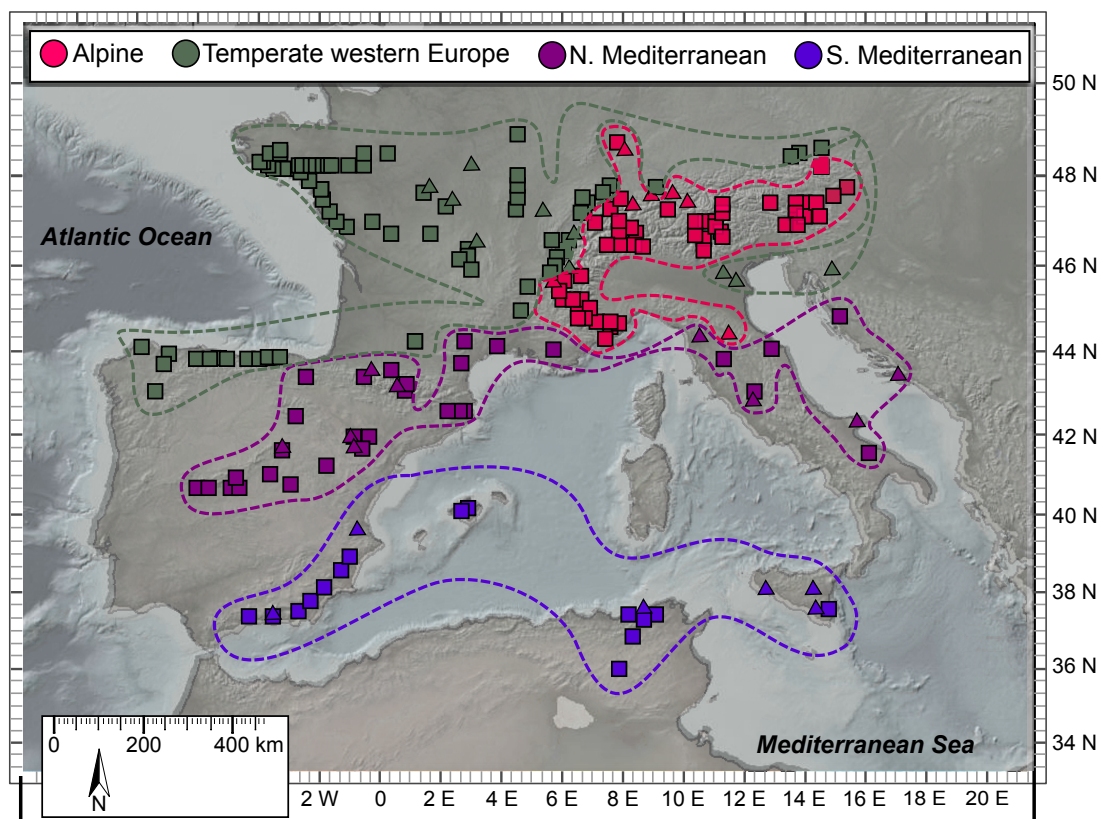 Alpine Temperate western Europe N. Mediterranean S. Mediterranean
50 N
48 N
Atlantic Ocean
46 N
44 N
42 N
40 N
38 N
36 N
0 200 400 km
Mediterranean Sea
34 N
N
2 W 0 2 E 4 E 6 E 8 E 10 E 12 E 14 E 16 E 18 E 20 E